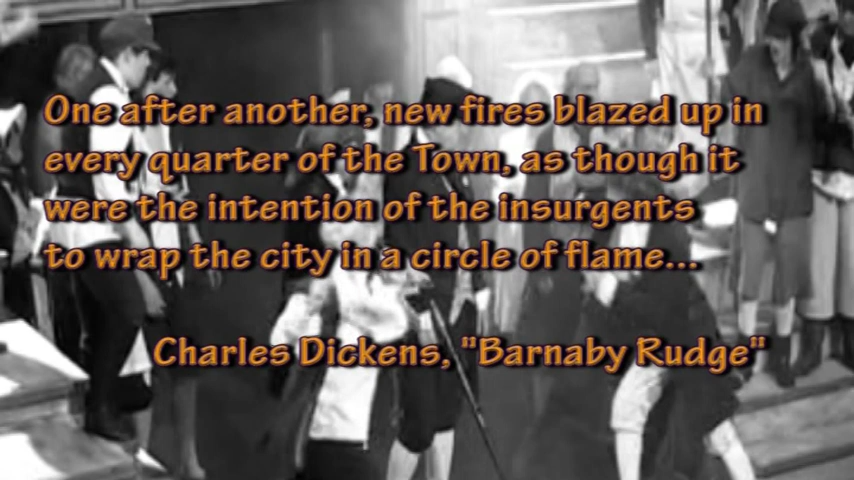 One after another, new fires blazed up in
every quarter of the Town, as though it
were the intention of the insurgents
to wrap the city in a circle of flame...
Charles Dickens, "Barnaby Rudge"